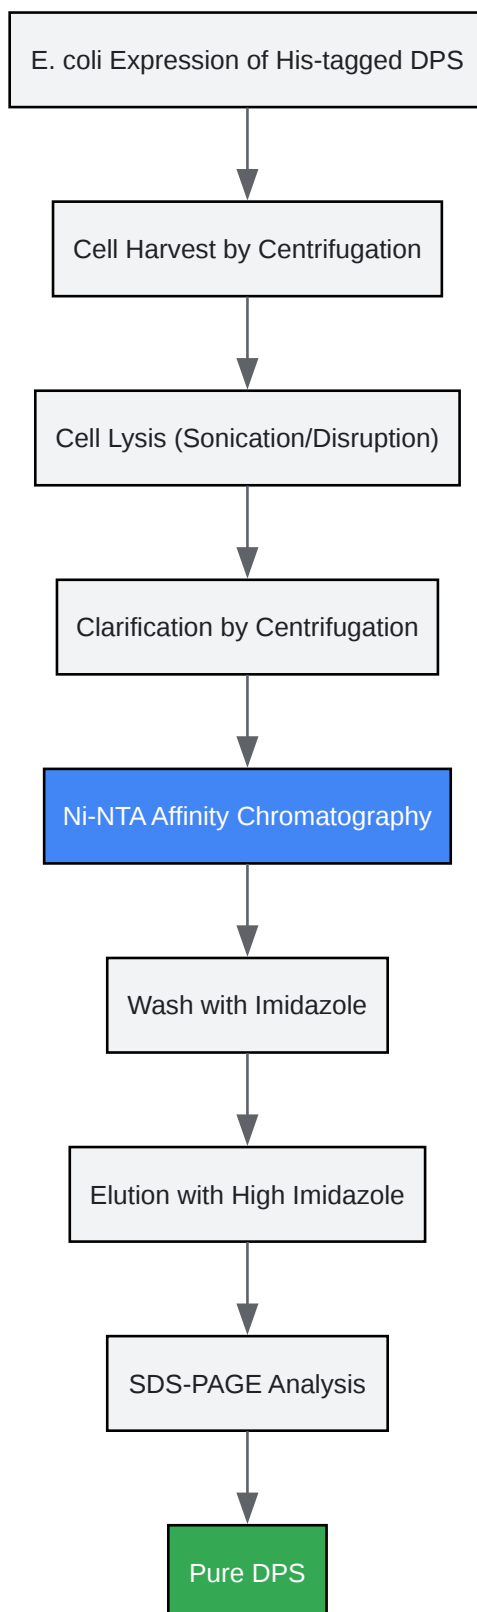 E. coli Expression of His-tagged DPS
Cell Harvest by Centrifugation
Cell Lysis (Sonication/Disruption)
Clarification by Centrifugation
Ni-NTA Affinity Chromatography
Wash with Imidazole
Elution with High Imidazole
SDS-PAGE Analysis
Pure DPS